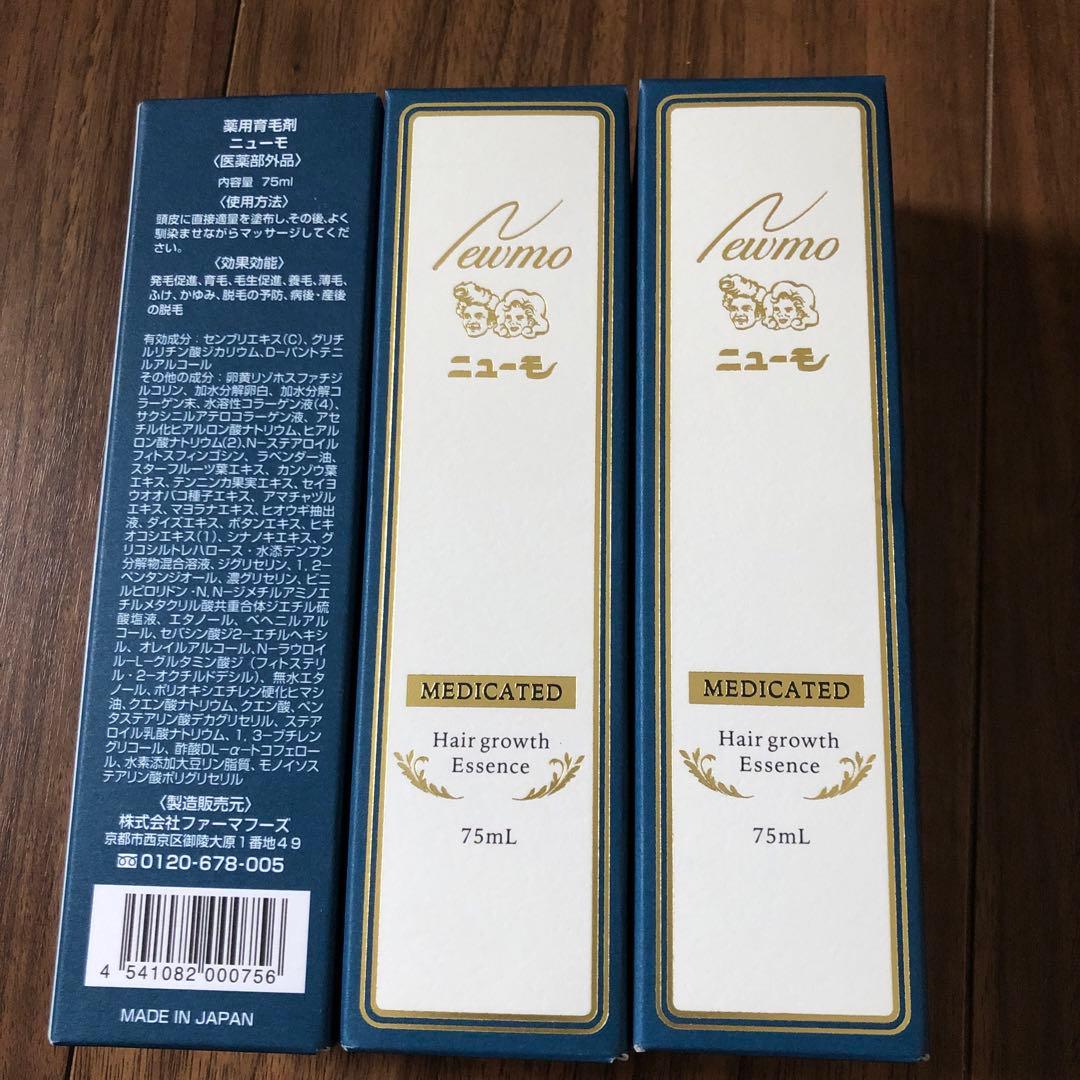 薬用育毛剤
ニューモ
〈医薬部外品〉
内容量 75ml
〈使用方法〉
頭皮に直接適量を塗布し、その後、よく
馴染ませながらマッサージしてくだ
さい。
〈効果効能〉
発毛促進、育毛、毛生促進、養毛、薄毛、
ふけ、かゆみ、脱毛の予防、病後・産後
の脱毛
有効成分：センブリエキス(C)、グリチ
ルリチン酸ジカリウム、D-パントテニ
ルアルコール
その他の成分：卵黄リゾホスファチジ
ルコリン、加水分解卵白、加水分解コ
ラーゲン末、水溶性コラーゲン液(4)、
サクシニルアテロコラーゲン液、アセ
チル化ヒアルロン酸ナトリウム、ヒアル
ロン酸ナトリウム(2)、N-ステアロイル
フィトスフィンゴシン、ラベンダー油、
スターフルーツ葉エキス、カンゾウ葉
エキス、テンニンカ果実エキス、セイヨ
ウオオバコ種子エキス、アマチャヅル
エキス、マヨラナエキス、ヒオウギ抽出
液、ダイズエキス、ボタンエキス、ヒキ
オコシエキス(1)、シナノキエキス、グ
リコシルトレハロース・水添デンプン
分解物混合溶液、ジグリセリン、1,2-
ペンタンジオール、濃グリセリン、ビニ
ルピロリドン・N,N-ジメチルアミノエ
チルメタクリル酸共重合体ジエチル硫
酸塩液、エタノール、ベヘニルアル
コール、セバシン酸ジ2-エチルヘキシ
ル、オレイルアルコール、N-ラウロイ
ル-L-グルタミン酸ジ（フィトステリ
ル・2-オクチルドデシル）、無水エタ
ノール、ポリオキシエチレン硬化ヒマシ
油、クエン酸ナトリウム、クエン酸、ペン
タステアリン酸デカグリセリル、ステア
ロイル乳酸ナトリウム、1,3-ブチレン
グリコール、酢酸DL-α-トコフェロー
ル、水素添加大豆リン脂質、モノイソス
テアリン酸ポリグリセリル
〈製造販売元〉
株式会社ファーマフーズ
京都市西京区御陵大原1番地49
0120-678-005
4 541082 000756
MADE IN JAPAN
Newmo
ニューモ
MEDICATED
Hair growth
Essence
75mL
Newmo
ニューモ
MEDICATED
Hair growth
Essence
75mL